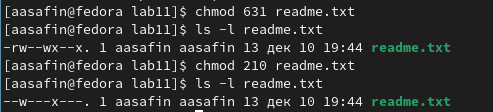 [aasafin@fedora lab11]$ chmod 631 readme.txt
[aasafin@fedora lab11]$ ls -l readme.txt
-rw--wx--x. 1 aasafin aasafin 13 дек 10 19:44 readme.txt
[aasafin@fedora lab11]$ chmod 210 readme.txt
[aasafin@fedora lab11]$ ls -l readme.txt
--w---x---. 1 aasafin aasafin 13 дек 10 19:44 readme.txt